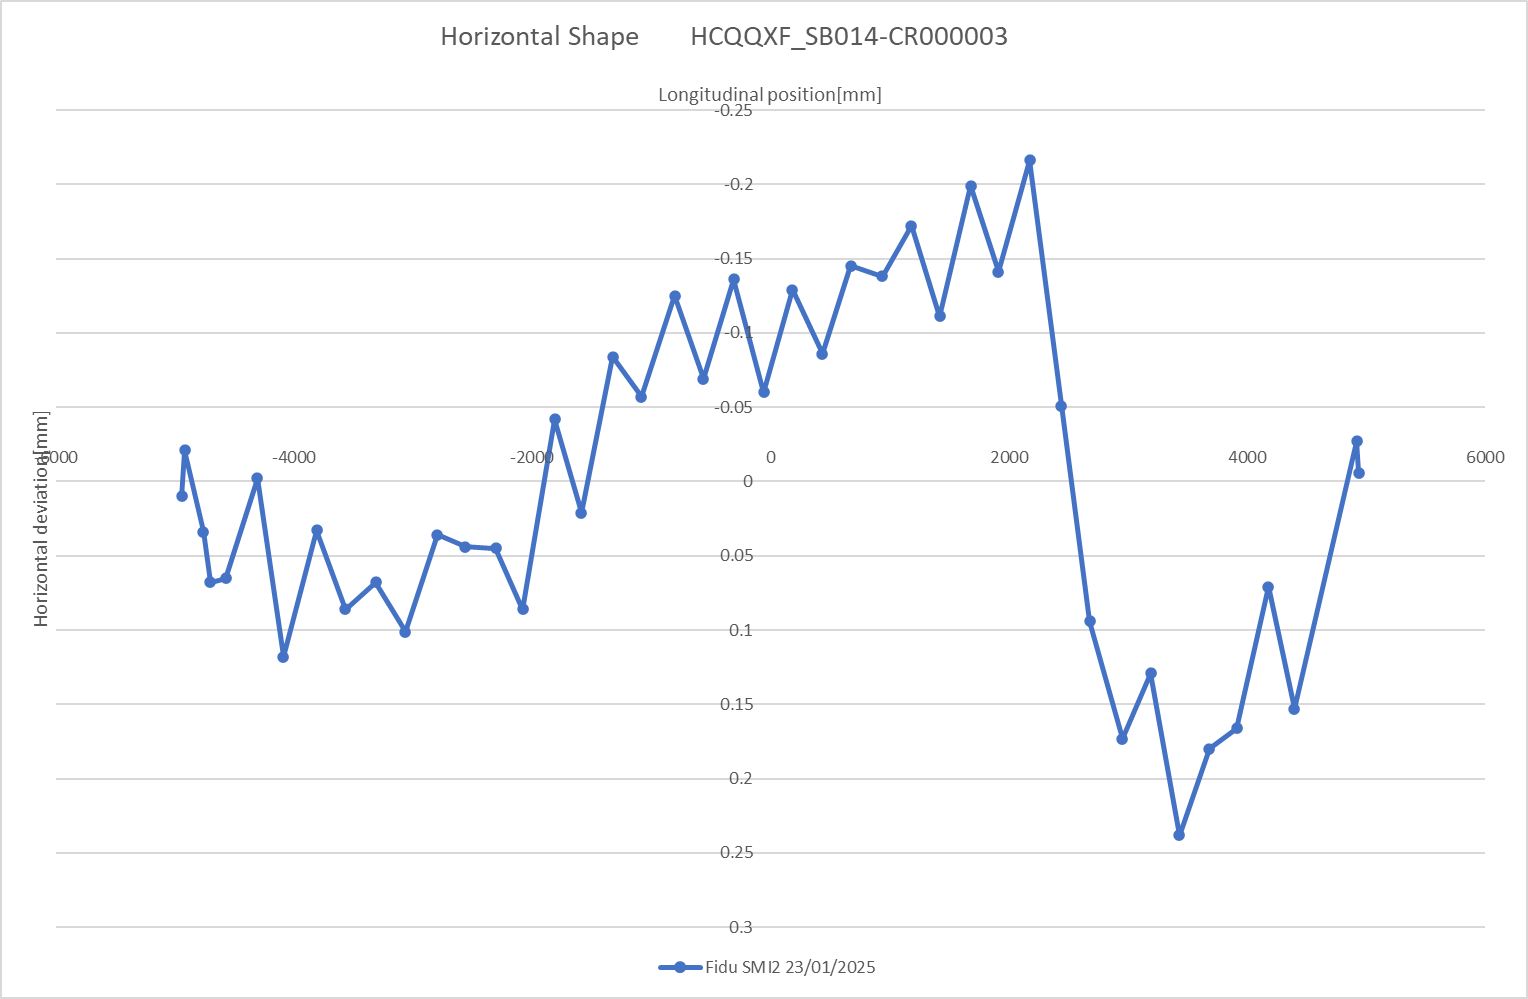 Horizontal Shape HCQQXF_SB014-CR000003
Longitudinal position[mm]
-0.25
-0.2
-0.15
-0.1
-0.05
-6000 -4000 -2000 0 2000 4000 6000
0
Horizontal deviation[mm]
0.05
0.1
0.15
0.2
0.25
0.3
Fidu SMI2 23/01/2025